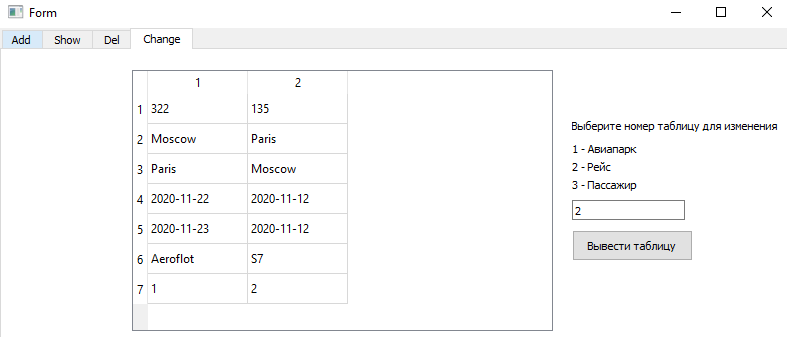 Form
Add Show Del Change
1 2
1 322 135
2 Moscow Paris
3 Paris Moscow
4 2020-11-22 2020-11-12
5 2020-11-23 2020-11-12
6 Aeroflot S7
7 1 2
Выберите номер таблицу для изменения
1 - Авиапарк
2 - Рейс
3 - Пассажир
2
Вывести таблицу